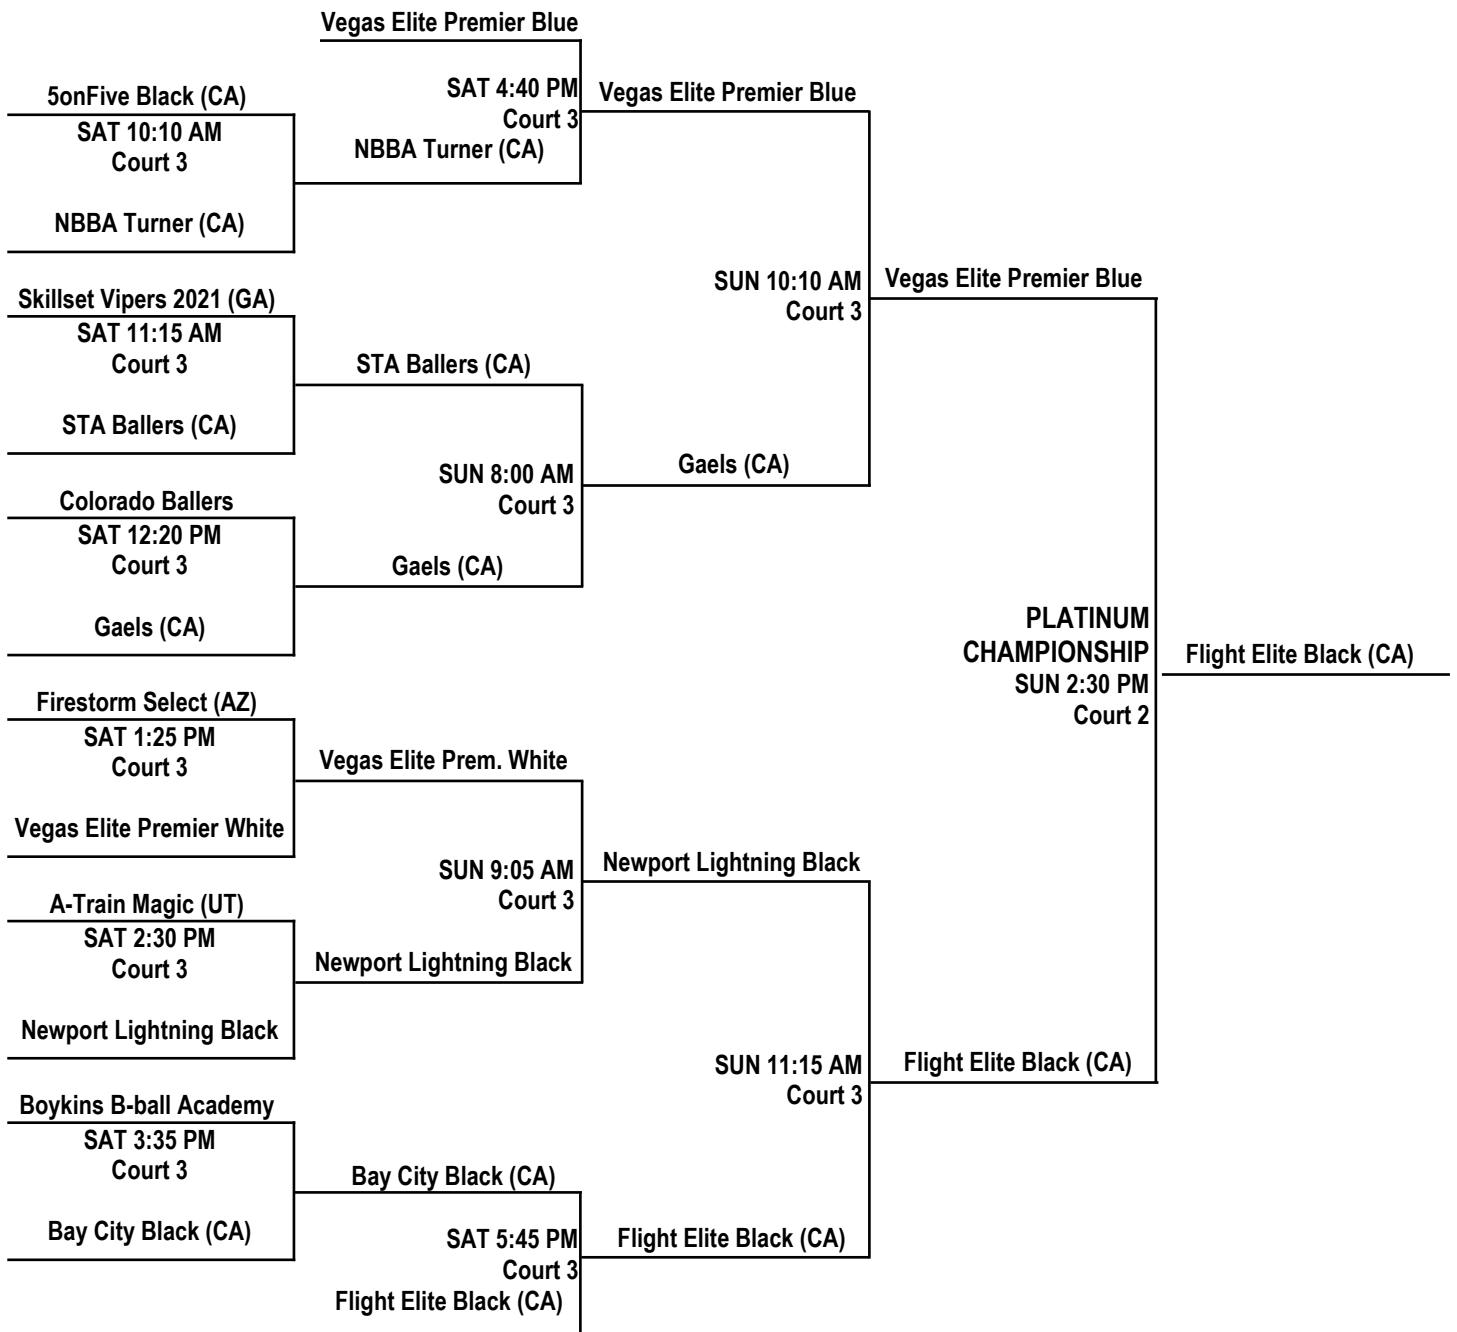 Vegas Elite Premier Blue
5onFive Black (CA)
SAT 4:40 PM
Court 3
Vegas Elite Premier Blue
SAT 10:10 AM
Court 3
NBBA Turner (CA)
NBBA Turner (CA)
Skillset Vipers 2021 (GA)
SAT 11:15 AM
Court 3
STA Ballers (CA)
STA Ballers (CA)
SUN 10:10 AM
Court 3
Vegas Elite Premier Blue
SUN 8:00 AM
Court 3
Gaels (CA)
Colorado Ballers
SAT 12:20 PM
Court 3
Gaels (CA)
Gaels (CA)
PLATINUM
CHAMPIONSHIP
SUN 2:30 PM
Court 2
Flight Elite Black (CA)
Firestorm Select (AZ)
SAT 1:25 PM
Court 3
Vegas Elite Prem. White
Vegas Elite Premier White
SUN 9:05 AM
Court 3
Newport Lightning Black
A-Train Magic (UT)
SAT 2:30 PM
Court 3
Newport Lightning Black
Newport Lightning Black
SUN 11:15 AM
Court 3
Flight Elite Black (CA)
Boykins B-ball Academy
SAT 3:35 PM
Court 3
Bay City Black (CA)
Bay City Black (CA)
SAT 5:45 PM
Court 3
Flight Elite Black (CA)
Flight Elite Black (CA)